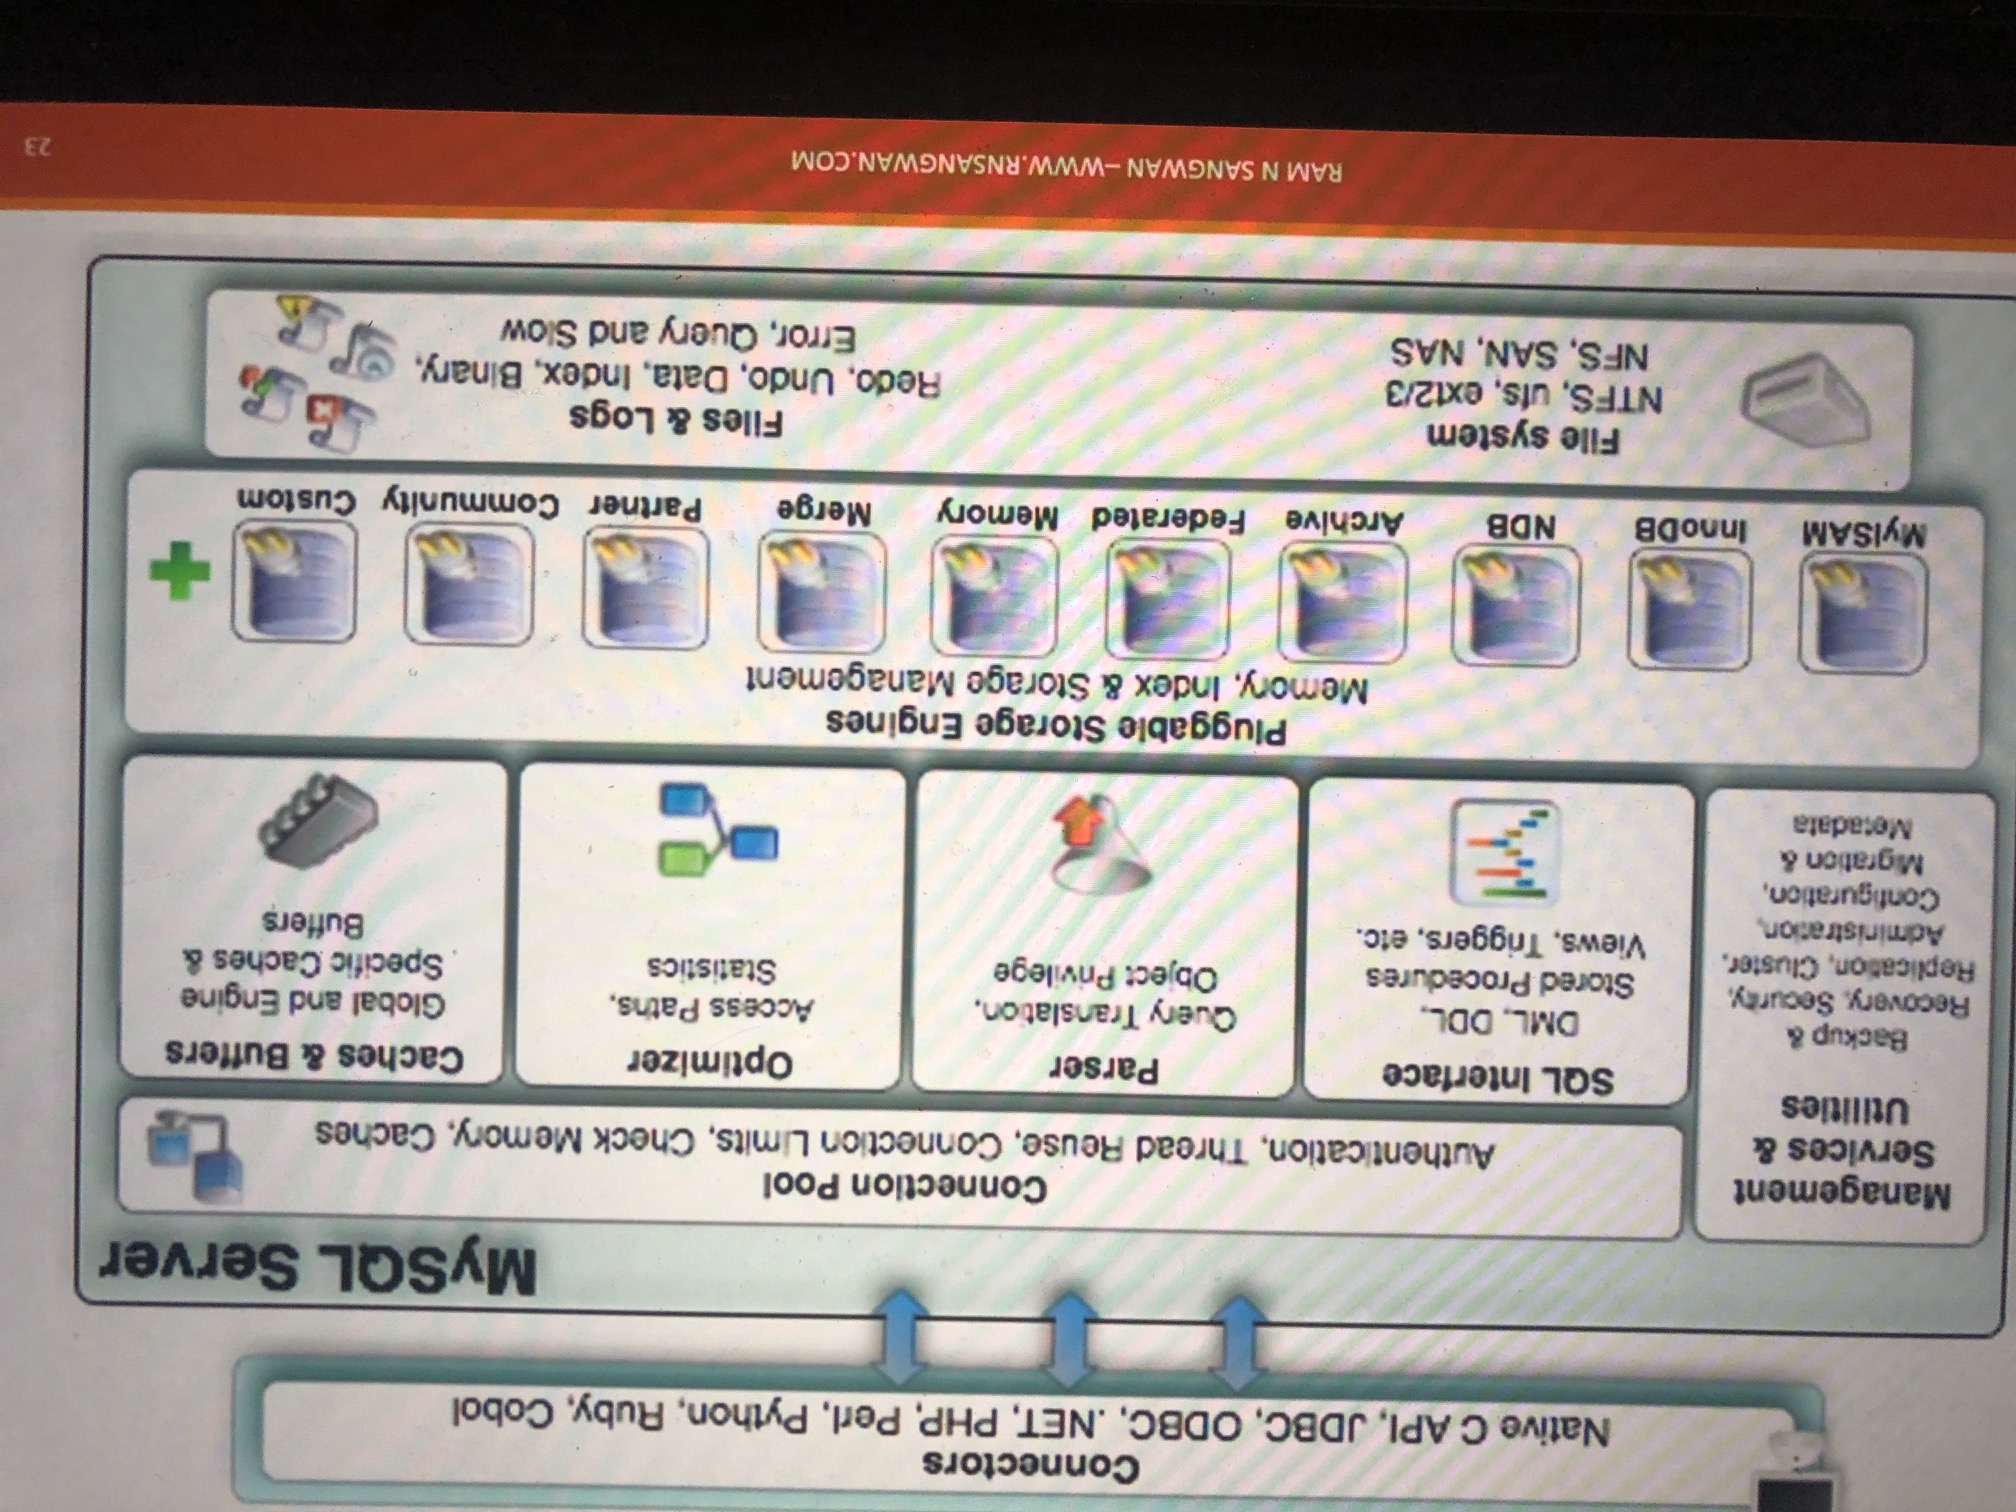 Connectors
Native C API, JDBC, ODBC, .NET, PHP, Perl, Python, Ruby, Cobol
MySQL Server
Management
Services &
Utilities
Backup &
Recovery, Security,
Replication, Cluster,
Administration,
Configuration,
Migration &
Metadata
Connection Pool
Authentication, Thread Reuse, Connection Limits, Check Memory, Caches
SQL Interface
DML, DDL,
Stored Procedures
Views, Triggers, etc.
Parser
Query Translation,
Object Privilege
Optimizer
Access Paths,
Statistics
Caches & Buffers
Global and Engine
Specific Caches &
Buffers
Pluggable Storage Engines
Memory, Index & Storage Management
MyISAM
InnoDB
NDB
Archive
Federated
Memory
Merge
Partner
Community
Custom
File system
NTFS, ufs, ext2/3
NFS, SAN, NAS
Files & Logs
Redo, Undo, Data, Index, Binary,
Error, Query and Slow
RAM N SANGWAN –WWW.RNSANGWAN.COM
23